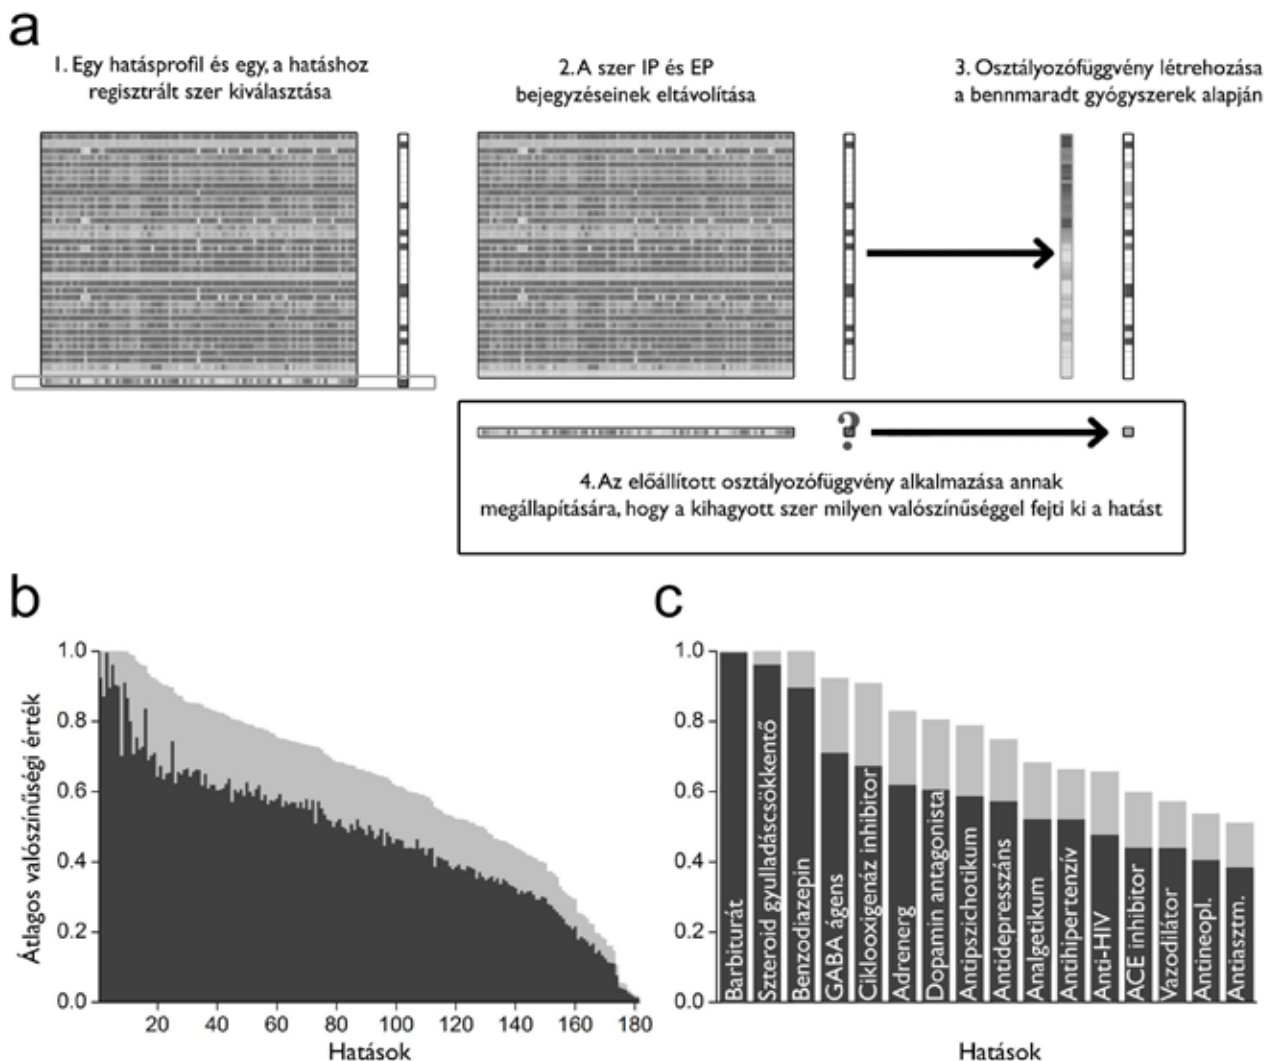 a
1. Egy hatásprofil és egy, a hatáshoz
regisztrált szer kiválasztása
2. A szer IP és EP
bejegyzéseinek eltávolítása
3. Osztályozófüggvény létrehozása
a bennmaradt gyógyszerek alapján
?
4. Az előállított osztályozófüggvény alkalmazása annak
megállapítására, hogy a kihagyott szer milyen valószínűséggel fejti ki a hatást
b
Átlagos valószínűségi érték
1.0
0.8
0.6
0.4
0.2
0.0
20 40 60 80 100 120 140 160 180
Hatások
c
1.0
0.8
0.6
0.4
0.2
0.0
Barbiturát
Szteroid gyulladáscsökkentő
Benzodiazepin
GABA ágens
Ciklooxigenáz inhibitor
Adrenerg
Dopamin antagonista
Antipszichotikum
Antidepresszáns
Analgetikum
Antihipertenzív
Anti-HIV
ACE inhibitor
Vazodilátor
Antineopl.
Antiasztm.
Hatások